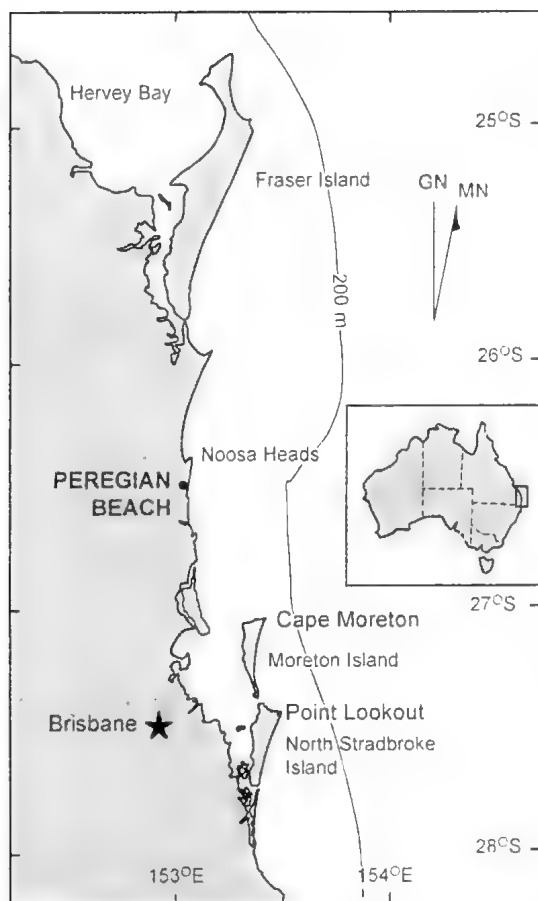 Hervey Bay
25°S
Fraser Island
GN
MN
200 m
26°S
Noosa Heads
PEREGIAN
BEACH
27°S
Cape Moreton
Moreton Island
Brisbane
Point Lookout
North Stradbroke
Island
28°S
153°E
154°E